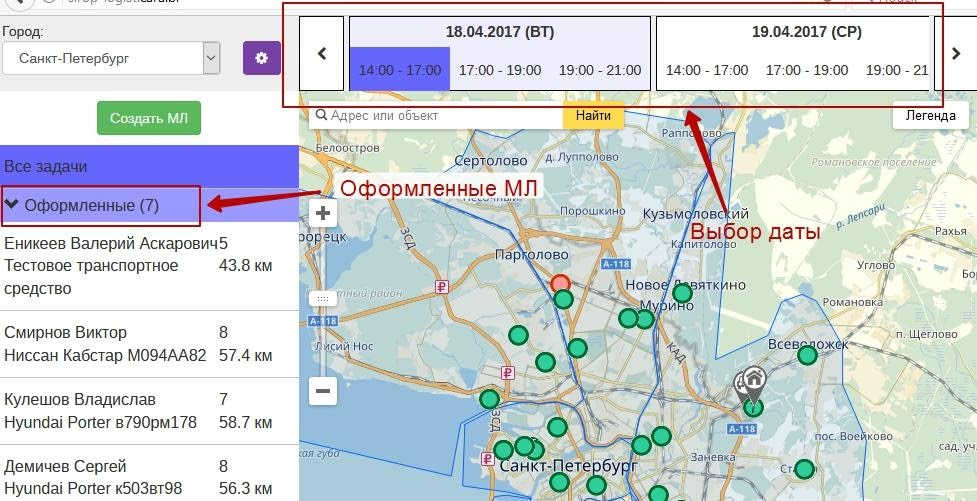 Город:
Санкт-Петербург
Создать МЛ
Все задачи
Оформленные (7)
Еникеев Валерий Аскарович 5
Тестовое транспортное 43.8 км
средство
Смирнов Виктор 8
Ниссан Кабстар М094АА82 57.4 км
Кулешов Владислав 7
Hyundai Porter в790рм178 58.7 км
Демичев Сергей 8
Hyundai Porter к503вт98 56.3 км
18.04.2017 (ВТ)
14:00 - 17:00 17:00 - 19:00 19:00 - 21:00
19.04.2017 (СР)
14:00 - 17:00 17:00 - 19:00 19:00 - 21
Адрес или объект
Найти
Легенда
Оформленные МЛ
Выбор даты
Белоостров
Сертолово
д. Лупполово
Рапполово
Романовское поселение
р. Лепсари
Порошкино
Кузьмоловский
Капитолово
Рахья
Углово
Парголово
ЗСД
А-118
Новое Девяткино
Мурино
Романовка
А-181
Лисий Нос
КАД
п. Щеглово
Всеволожск
ЗСД
А-118
пос. Воейково
Санкт-Петербург
Заневка
сад. уч.